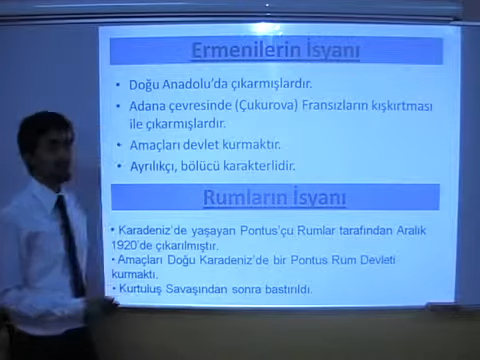 Ermenilerin İsyanı
• Doğu Anadolu'da çıkarmışlardır.
• Adana çevresinde (Çukurova) Fransızların kışkırtması
ile çıkarmışlardır.
• Amaçları devlet kurmaktır.
• Ayrılıkçı, bölücü karakterlidir.
Rumların İsyanı
• Karadeniz'de yaşayan Pontus'çu Rumlar tarafından Aralık
1920'de çıkarılmıştır.
• Amaçları Doğu Karadeniz'de bir Pontus Rum Devleti
kurmaktı.
• Kurtuluş Savaşından sonra bastırıldı.